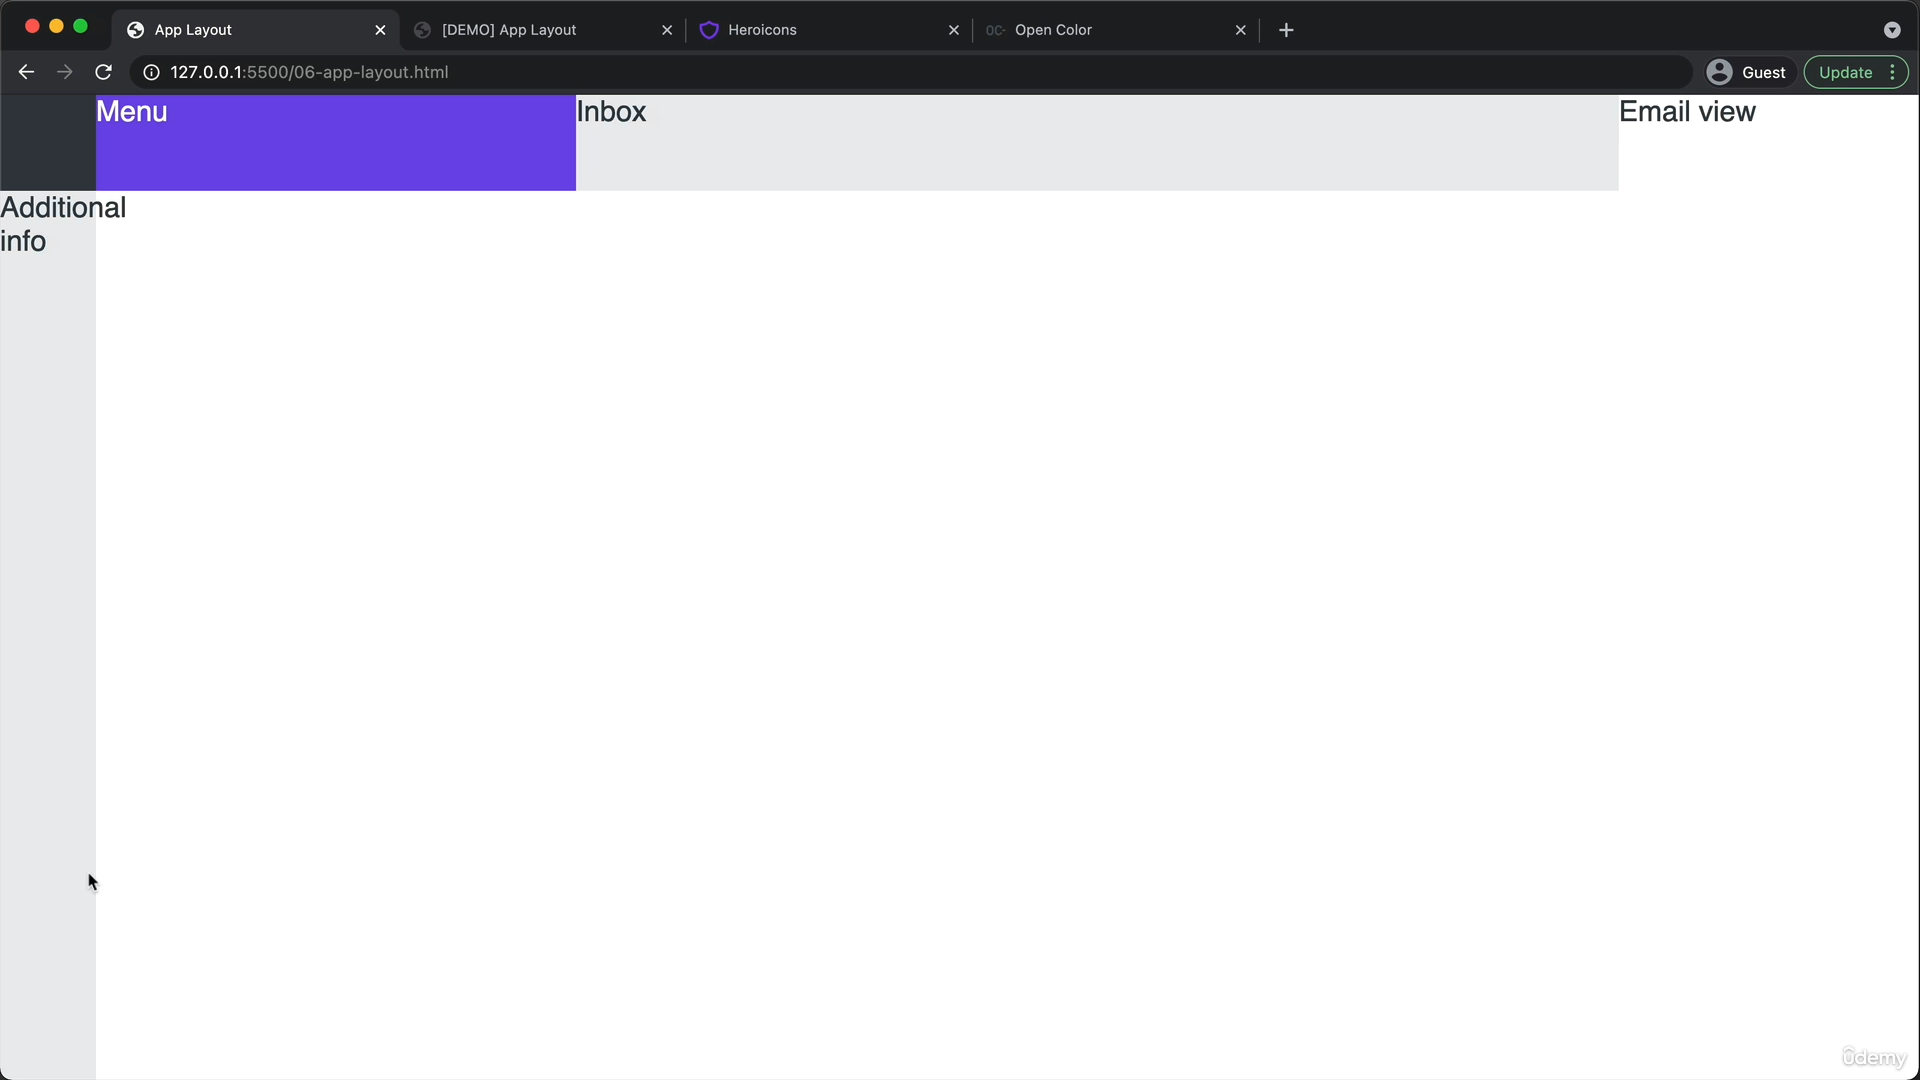 App Layout
[DEMO] App Layout
Heroicons
OC- Open Color
127.0.0.1:5500/06-app-layout.html
Guest
Update
Menu
Inbox
Email view
Additional
info
ûdemy